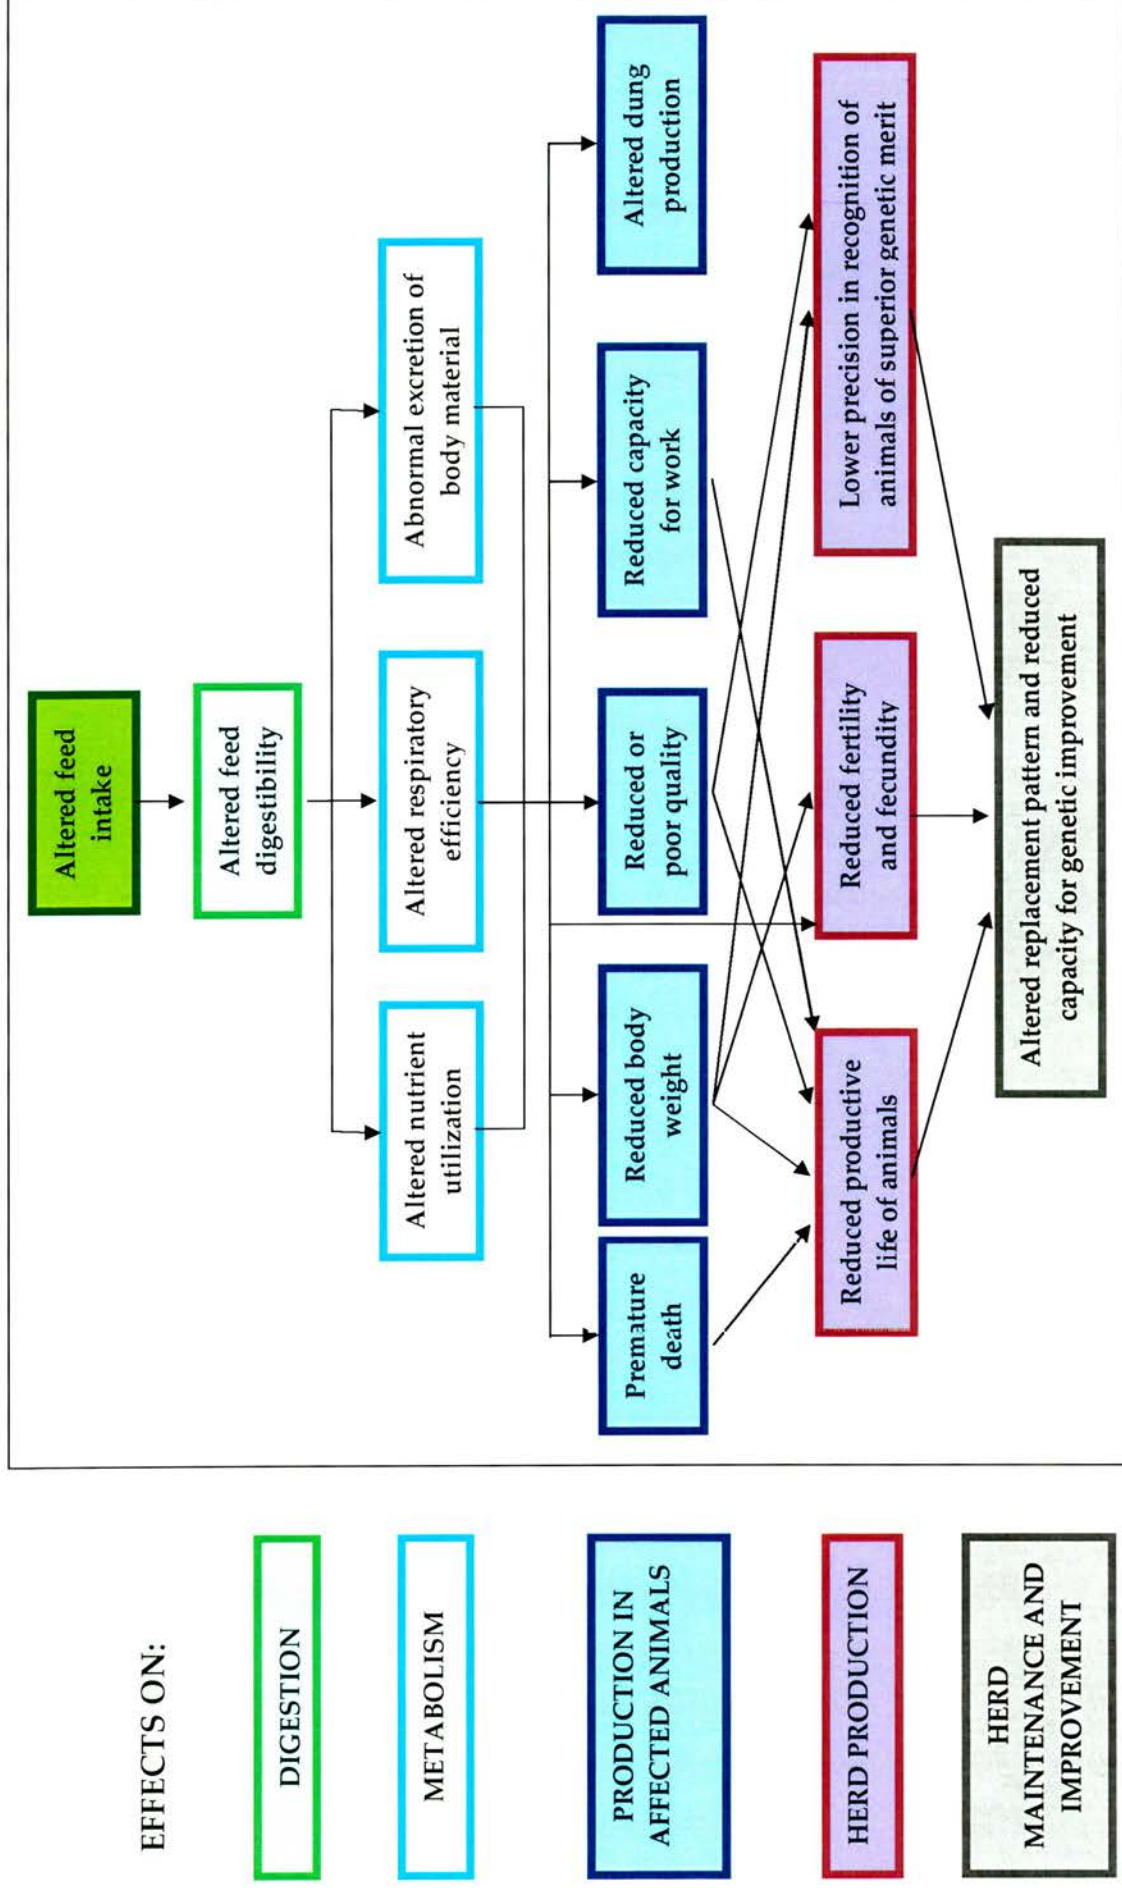 EFFECTS ON:
DIGESTION
METABOLISM
PRODUCTION IN
AFFECTED ANIMALS
HERD PRODUCTION
HERD
MAINTENANCE AND
IMPROVEMENT
Altered feed
intake
Altered feed
digestibility
Altered nutrient
utilization
Altered respiratory
efficiency
Abnormal excretion of
body material
Premature
death
Reduced body
weight
Reduced or
poor quality
Reduced capacity
for work
Altered dung
production
Reduced productive
life of animals
Reduced fertility
and fecundity
Lower precision in recognition of
animals of superior genetic merit
Altered replacement pattern and reduced
capacity for genetic improvement